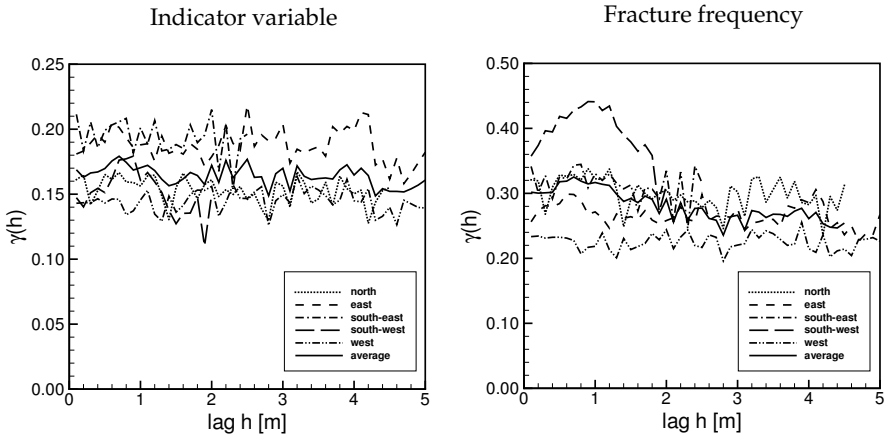 Indicator variable
0.25
0.20
0.15
0.10
0.05
0.00
γ(h)
0
1
2
3
4
5
lag h [m]
north
east
south-east
south-west
west
average
Fracture frequency
0.50
0.40
0.30
0.20
0.10
0.00
γ(h)
0
1
2
3
4
5
lag h [m]
north
east
south-east
south-west
west
average